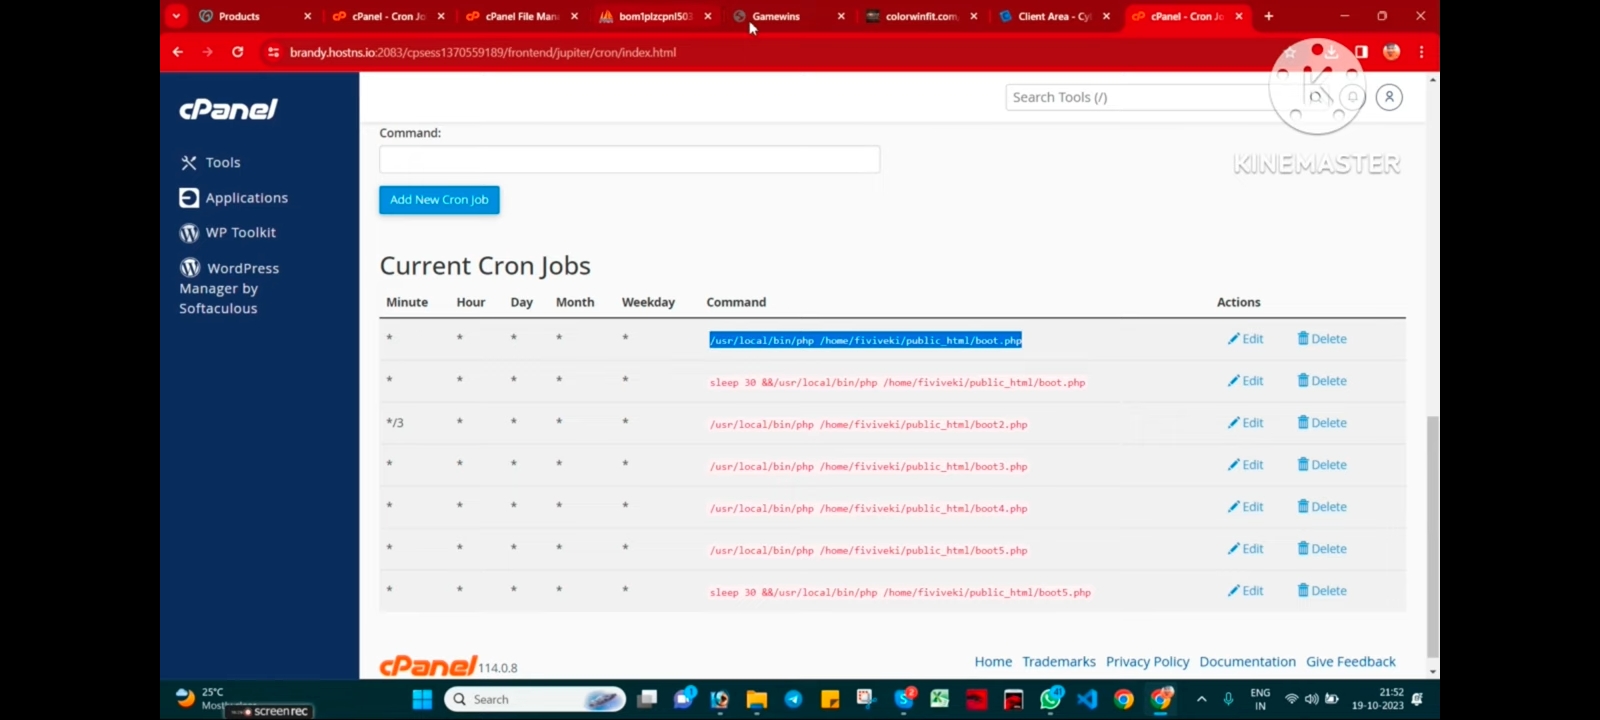 Products
cPanel - Cron Jo
cPanel File Man
bom1plzcpnl503
Gamewins
colorwinfit.com
Client Area - Cy
cPanel - Cron Jo
brandy.hostns.io:2083/cpsess1370559189/frontend/jupiter/cron/index.html
cPanel
Search Tools (/)
K
KINEMASTER
Tools
Applications
WP Toolkit
WordPress
Manager by
Softaculous
Command:
Add New Cron Job
Current Cron Jobs
Minute Hour Day Month Weekday Command Actions
* * * * * /usr/local/bin/php /home/fiviveki/public_html/boot.php Edit Delete
* * * * * sleep 30 &&/usr/local/bin/php /home/fiviveki/public_html/boot.php Edit Delete
*/3 * * * * /usr/local/bin/php /home/fiviveki/public_html/boot2.php Edit Delete
* * * * * /usr/local/bin/php /home/fiviveki/public_html/boot3.php Edit Delete
* * * * * /usr/local/bin/php /home/fiviveki/public_html/boot4.php Edit Delete
* * * * * /usr/local/bin/php /home/fiviveki/public_html/boot5.php Edit Delete
* * * * * sleep 30 &&/usr/local/bin/php /home/fiviveki/public_html/boot5.php Edit Delete
cPanel 114.0.8
Home Trademarks Privacy Policy Documentation Give Feedback
25°C
screenrec
Search
ENG
IN
21:52
19-10-2023